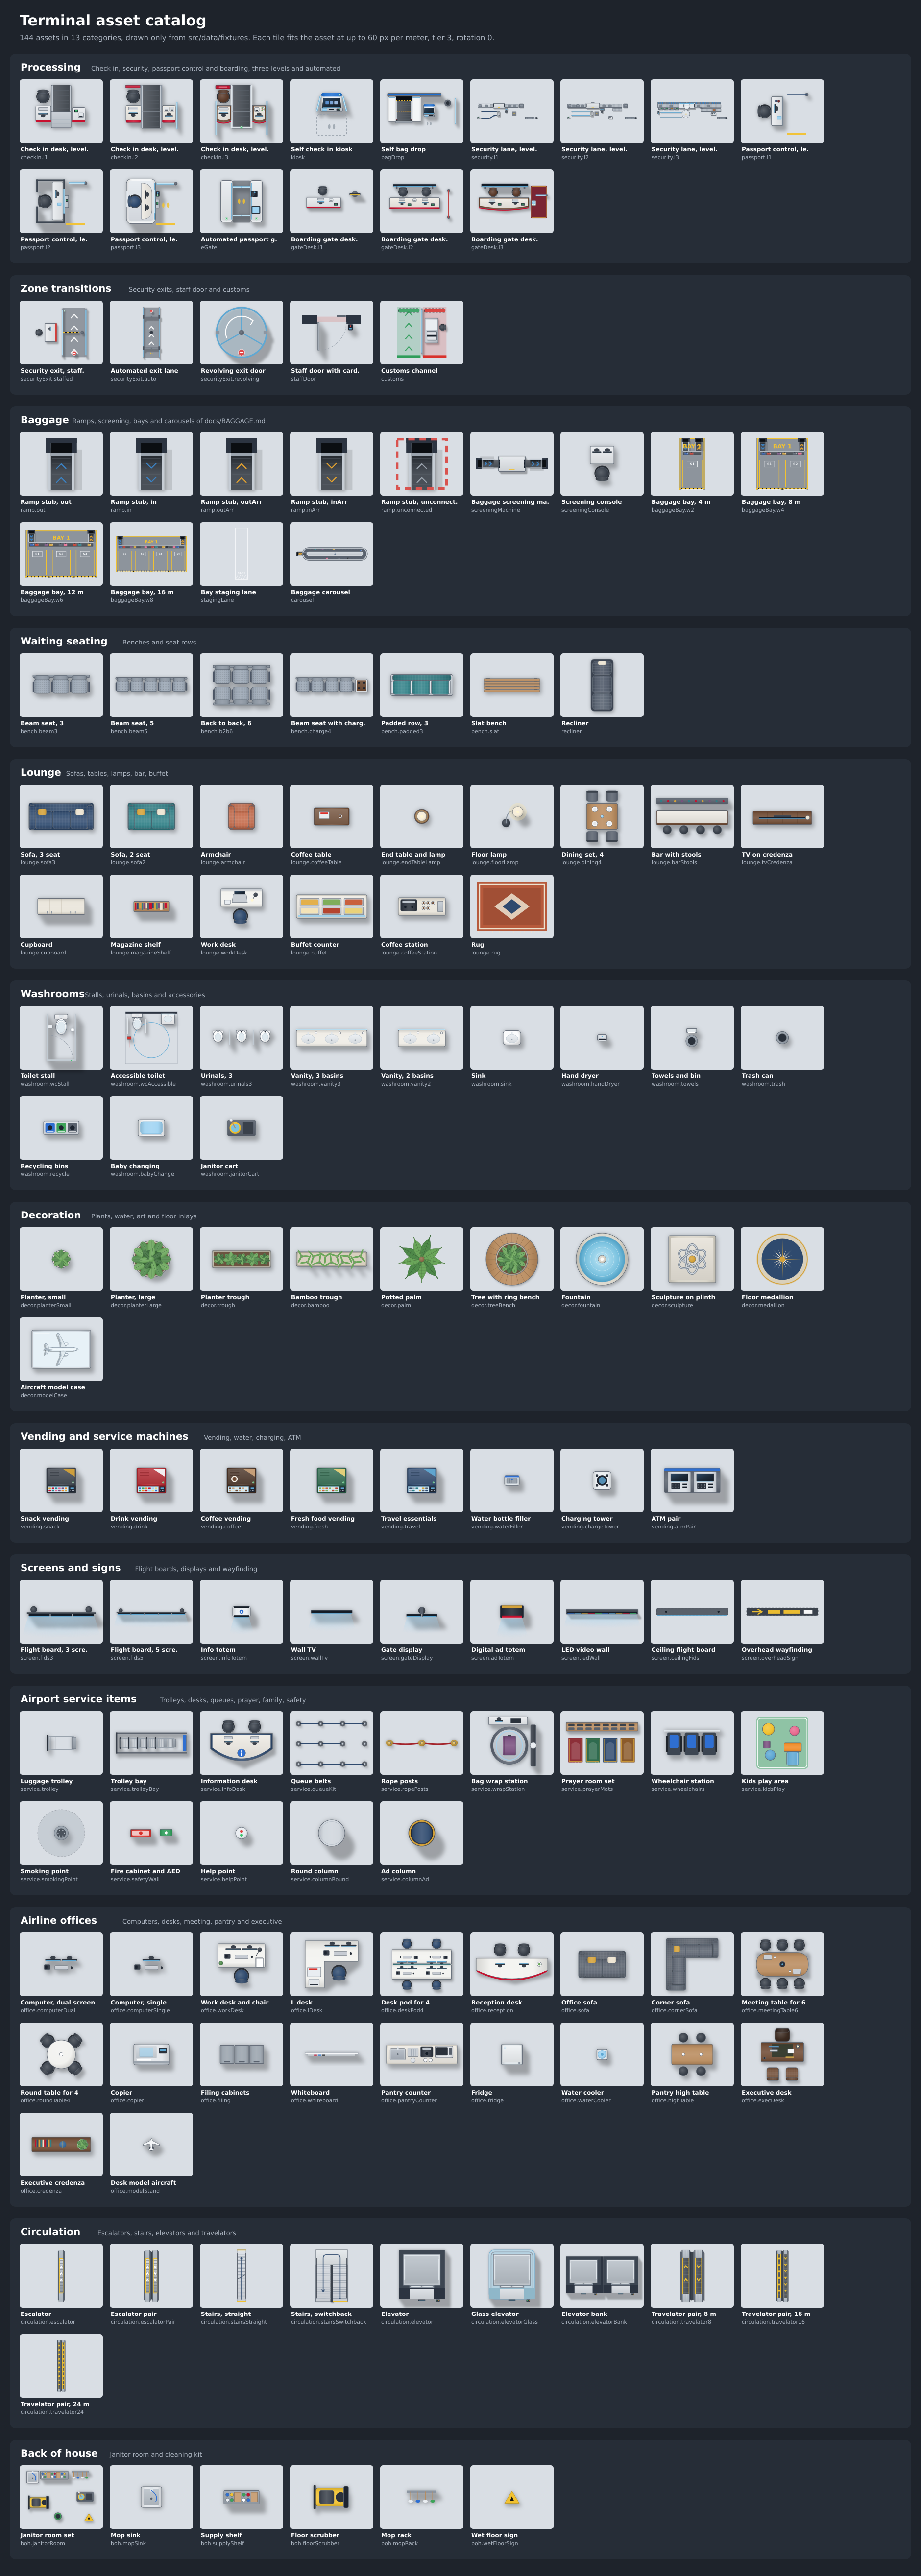 Terminal asset catalog
144 assets in 13 categories, drawn only from src/data/fixtures. Each tile fits the asset at up to 60 px per meter, tier 3, rotation 0.
Processing Check in, security, passport control and boarding, three levels and automated
Check in desk, level. Check in desk, level. Check in desk, level. Self check in kiosk Self bag drop Security lane, level. Security lane, level. Security lane, level. Passport control, le.
checkIn.l1 checkIn.l2 checkIn.l3 kiosk bagDrop security.l1 security.l2 security.l3 passport.l1
Passport control, le. Passport control, le. Automated passport g. Boarding gate desk. Boarding gate desk. Boarding gate desk.
passport.l2 passport.l3 eGate gateDesk.l1 gateDesk.l2 gateDesk.l3
Zone transitions Security exits, staff door and customs
Security exit, staff. Automated exit lane Revolving exit door Staff door with card. Customs channel
securityExit.staffed securityExit.auto securityExit.revolving staffDoor customs
Baggage Ramps, screening, bays and carousels of docs/BAGGAGE.md
BAY 1 BAY 1
Ramp stub, out Ramp stub, in Ramp stub, outArr Ramp stub, inArr Ramp stub, unconnect. Baggage screening ma. Screening console Baggage bay, 4 m Baggage bay, 8 m
ramp.out ramp.in ramp.outArr ramp.inArr ramp.unconnected screeningMachine screeningConsole baggageBay.w2 baggageBay.w4
BAY 1 BAY 1
Baggage bay, 12 m Baggage bay, 16 m Bay staging lane Baggage carousel
baggageBay.w6 baggageBay.w8 stagingLane carousel
Waiting seating Benches and seat rows
Beam seat, 3 Beam seat, 5 Back to back, 6 Beam seat with charg. Padded row, 3 Slat bench Recliner
bench.beam3 bench.beam5 bench.b2b6 bench.charge4 bench.padded3 bench.slat recliner
Lounge Sofas, tables, lamps, bar, buffet
Sofa, 3 seat Sofa, 2 seat Armchair Coffee table End table and lamp Floor lamp Dining set, 4 Bar with stools TV on credenza
lounge.sofa3 lounge.sofa2 lounge.armchair lounge.coffeeTable lounge.endTableLamp lounge.floorLamp lounge.dining4 lounge.barStools lounge.tvCredenza
Cupboard Magazine shelf Work desk Buffet counter Coffee station Rug
lounge.cupboard lounge.magazineShelf lounge.workDesk lounge.buffet lounge.coffeeStation lounge.rug
Washrooms Stalls, urinals, basins and accessories
Toilet stall Accessible toilet Urinals, 3 Vanity, 3 basins Vanity, 2 basins Sink Hand dryer Towels and bin Trash can
washroom.wcStall washroom.wcAccessible washroom.urinals3 washroom.vanity3 washroom.vanity2 washroom.sink washroom.handDryer washroom.towels washroom.trash
Recycling bins Baby changing Janitor cart
washroom.recycle washroom.babyChange washroom.janitorCart
Decoration Plants, water, art and floor inlays
Planter, small Planter, large Planter trough Bamboo trough Potted palm Tree with ring bench Fountain Sculpture on plinth Floor medallion
decor.planterSmall decor.planterLarge decor.trough decor.bamboo decor.palm decor.treeBench decor.fountain decor.sculpture decor.medallion
Aircraft model case
decor.modelCase
Vending and service machines Vending, water, charging, ATM
Snack vending Drink vending Coffee vending Fresh food vending Travel essentials Water bottle filler Charging tower ATM pair
vending.snack vending.drink vending.coffee vending.fresh vending.travel vending.waterFiller vending.chargeTower vending.atmPair
Screens and signs Flight boards, displays and wayfinding
Flight board, 3 scre. Flight board, 5 scre. Info totem Wall TV Gate display Digital ad totem LED video wall Ceiling flight board Overhead wayfinding
screen.fids3 screen.fids5 screen.infoTotem screen.wallTv screen.gateDisplay screen.adTotem screen.ledWall screen.ceilingFids screen.overheadSign
Airport service items Trolleys, desks, queues, prayer, family, safety
Luggage trolley Trolley bay Information desk Queue belts Rope posts Bag wrap station Prayer room set Wheelchair station Kids play area
service.trolley service.trolleyBay service.infoDesk service.queueKit service.ropePosts service.wrapStation service.prayerMats service.wheelchairs service.kidsPlay
Smoking point Fire cabinet and AED Help point Round column Ad column
service.smokingPoint service.safetyWall service.helpPoint service.columnRound service.columnAd
Airline offices Computers, desks, meeting, pantry and executive
Computer, dual screen Computer, single Work desk and chair L desk Desk pod for 4 Reception desk Office sofa Corner sofa Meeting table for 6
office.computerDual office.computerSingle office.workDesk office.lDesk office.deskPod4 office.reception office.sofa office.cornerSofa office.meetingTable6
Round table for 4 Copier Filing cabinets Whiteboard Pantry counter Fridge Water cooler Pantry high table Executive desk
office.roundTable4 office.copier office.filing office.whiteboard office.pantryCounter office.fridge office.waterCooler office.highTable office.execDesk
Executive credenza Desk model aircraft
office.credenza office.modelStand
Circulation Escalators, stairs, elevators and travelators
Escalator Escalator pair Stairs, straight Stairs, switchback Elevator Glass elevator Elevator bank Travelator pair, 8 m Travelator pair, 16 m
circulation.escalator circulation.escalatorPair circulation.stairsStraight circulation.stairsSwitchback circulation.elevator circulation.elevatorGlass circulation.elevatorBank circulation.travelator8 circulation.travelator16
Travelator pair, 24 m
circulation.travelator24
Back of house Janitor room and cleaning kit
Janitor room set Mop sink Supply shelf Floor scrubber Mop rack Wet floor sign
boh.janitorRoom boh.mopSink boh.supplyShelf boh.floorScrubber boh.mopRack boh.wetFloorSign